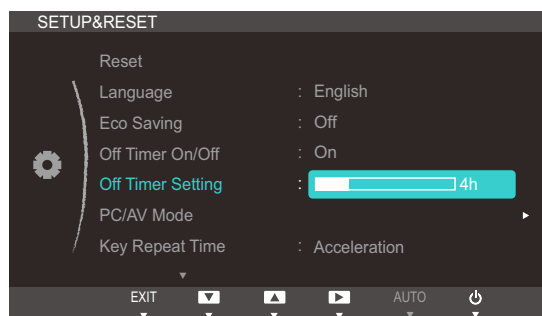 SETUP&RESET
Reset
Language : English
Eco Saving : Off
Off Timer On/Off : On
Off Timer Setting : 4h
PC/AV Mode
Key Repeat Time : Acceleration
EXIT AUTO